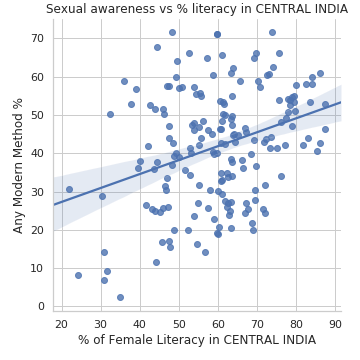 Sexual awareness vs % literacy in CENTRAL INDIA
Any Modern Method %
70
60
50
40
30
20
10
0
20 30 40 50 60 70 80 90
% of Female Literacy in CENTRAL INDIA